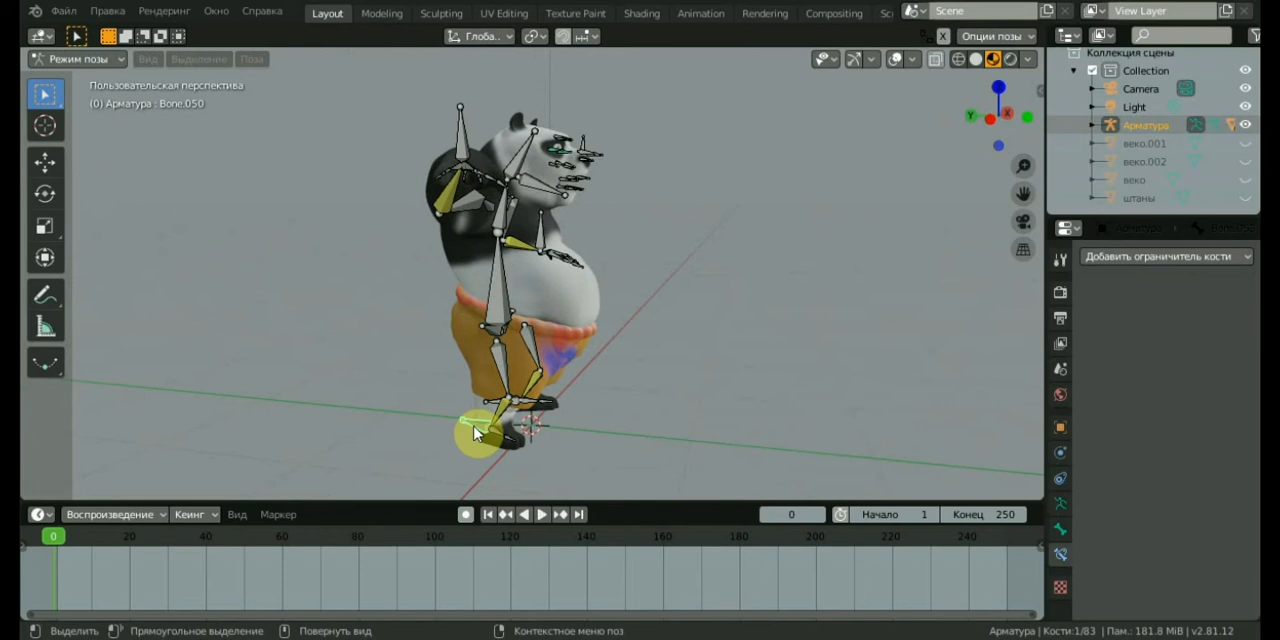 Файл Правка Рендеринг Окно Справка
Layout Modeling Sculpting UV Editing Texture Paint Shading Animation Rendering Compositing Sc
Scene
View Layer
Глоба..
X
Опции позы
Режим позы Вид Выделение Поза
Пользовательская перспектива
(0) Арматура : Bone.050
Y X
Коллекция сцены
Collection
Camera
Light
Арматура
веко.001
веко.002
веко
штаны
Арматура
Добавить ограничитель кости
Воспроизведение Кеинг Вид Маркер
0
Начало 1
Конец 250
0 20 40 60 80 100 120 140 160 180 200 220 240
Выделить
Прямоугольное выделение
Повернуть вид
Контекстное меню поз
Арматура | Кости:1/83 | Пам.: 181.8 MiB | v2.81.12